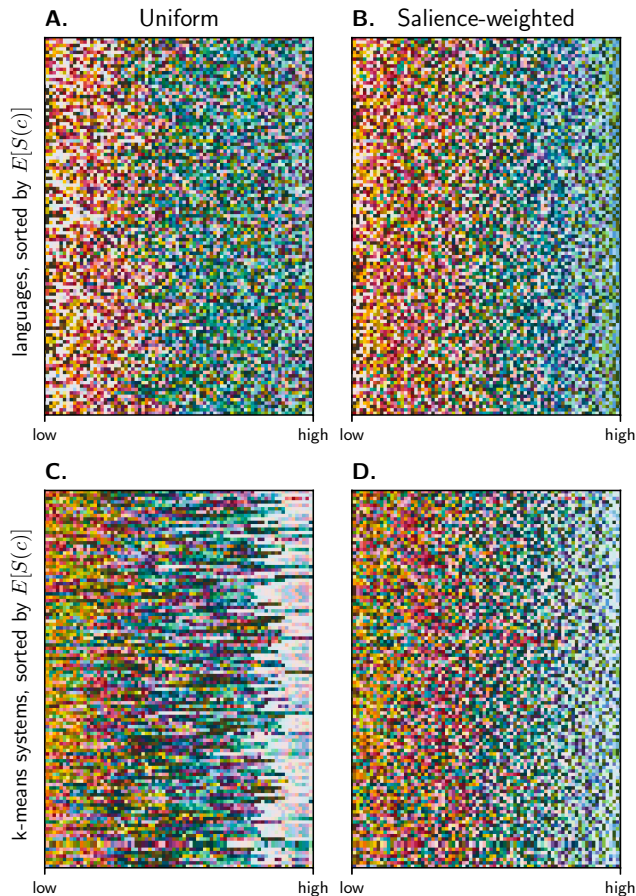 A. Uniform
B. Salience-weighted
languages, sorted by E[S(c)]
low high
low high
C.
D.
k-means systems, sorted by E[S(c)]
low high
low high